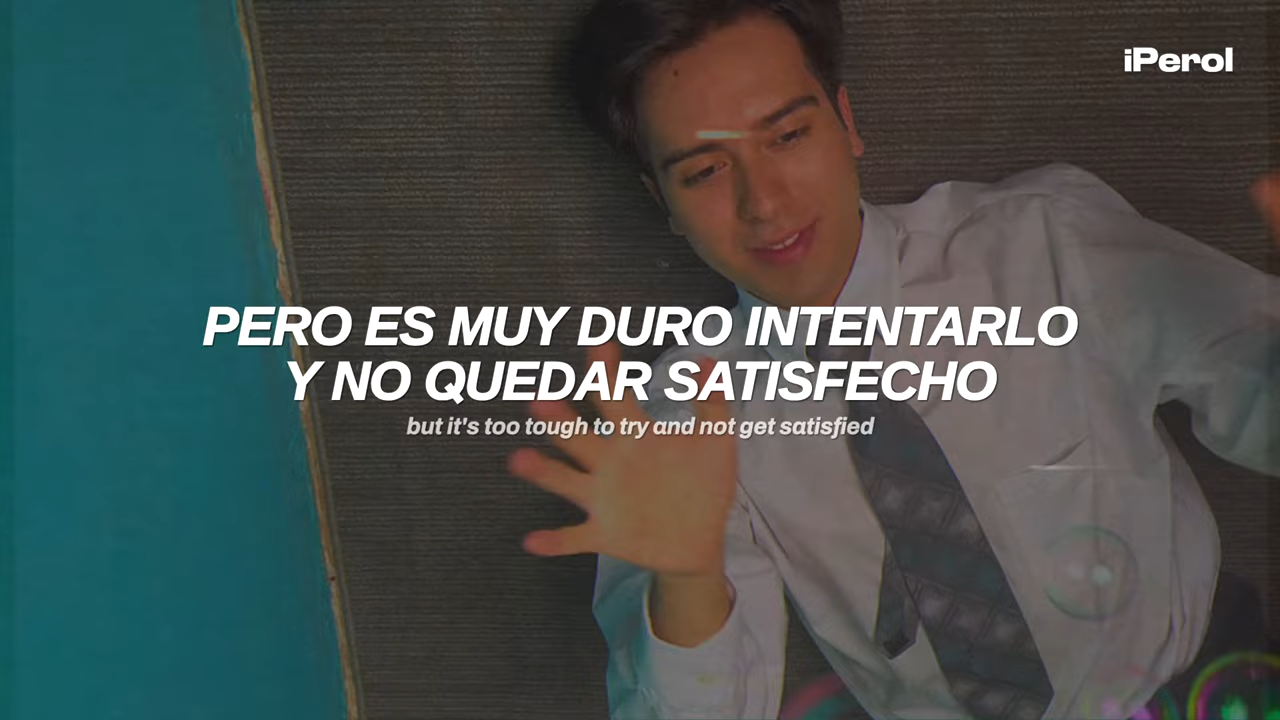 iPerol
PERO ES MUY DURO INTENTARLO
Y NO QUEDAR SATISFECHO
but it's too tough to try and not get satisfied